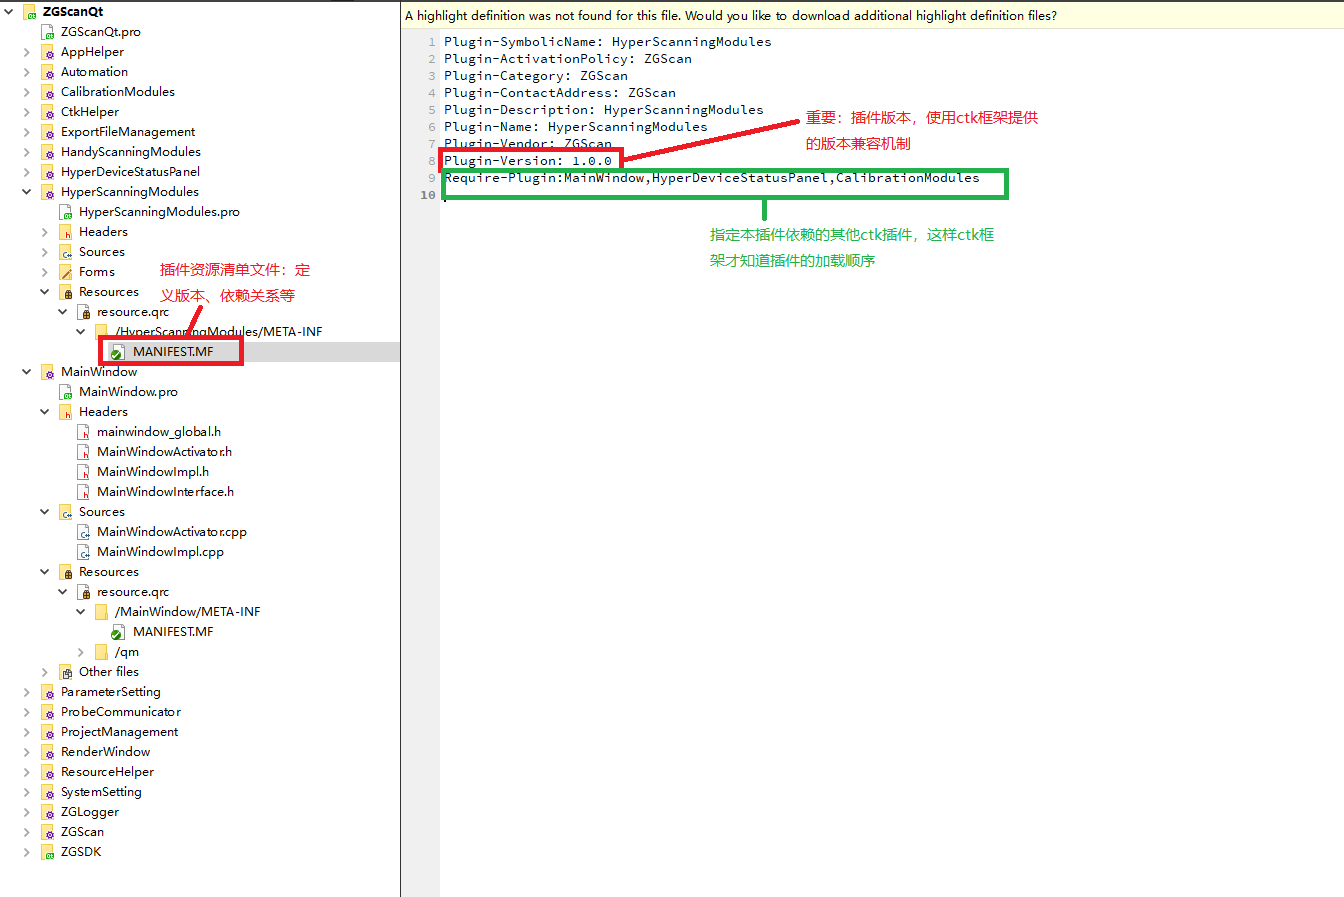 ZGScanQt
ZGScanQt.pro
AppHelper
Automation
CalibrationModules
CtkHelper
ExportFileManagement
HandyScanningModules
HyperDeviceStatusPanel
HyperScanningModules
HyperScanningModules.pro
Headers
Sources
Forms
Resources
resource.qrc
/HyperScanningModules/META-INF
MANIFEST.MF
MainWindow
MainWindow.pro
Headers
mainwindow_global.h
MainWindowActivator.h
MainWindowImpl.h
MainWindowInterface.h
Sources
MainWindowActivator.cpp
MainWindowImpl.cpp
Resources
resource.qrc
/MainWindow/META-INF
MANIFEST.MF
/qm
Other files
ParameterSetting
ProbeCommunicator
ProjectManagement
RenderWindow
ResourceHelper
SystemSetting
ZGLogger
ZGScan
ZGSDK
插件资源清单文件：定
义版本、依赖关系等
A highlight definition was not found for this file. Would you like to download additional highlight definition files?
1 Plugin-SymbolicName: HyperScanningModules
2 Plugin-ActivationPolicy: ZGScan
3 Plugin-Category: ZGScan
4 Plugin-ContactAddress: ZGScan
5 Plugin-Description: HyperScanningModules
6 Plugin-Name: HyperScanningModules
7 Plugin-Vendor: ZGScan
8 Plugin-Version: 1.0.0
9 Require-Plugin:MainWindow,HyperDeviceStatusPanel,CalibrationModules
10
重要：插件版本，使用ctk框架提供
的版本兼容机制
指定本插件依赖的其他ctk插件，这样ctk框
架才知道插件的加载顺序